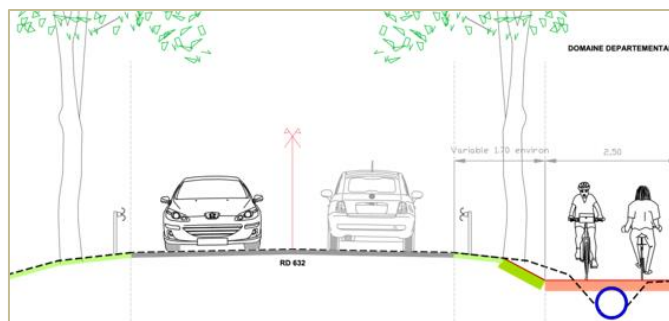 DOMAINE DEPARTEMENTA
Variable 1.70 environ
2.50
RD 632